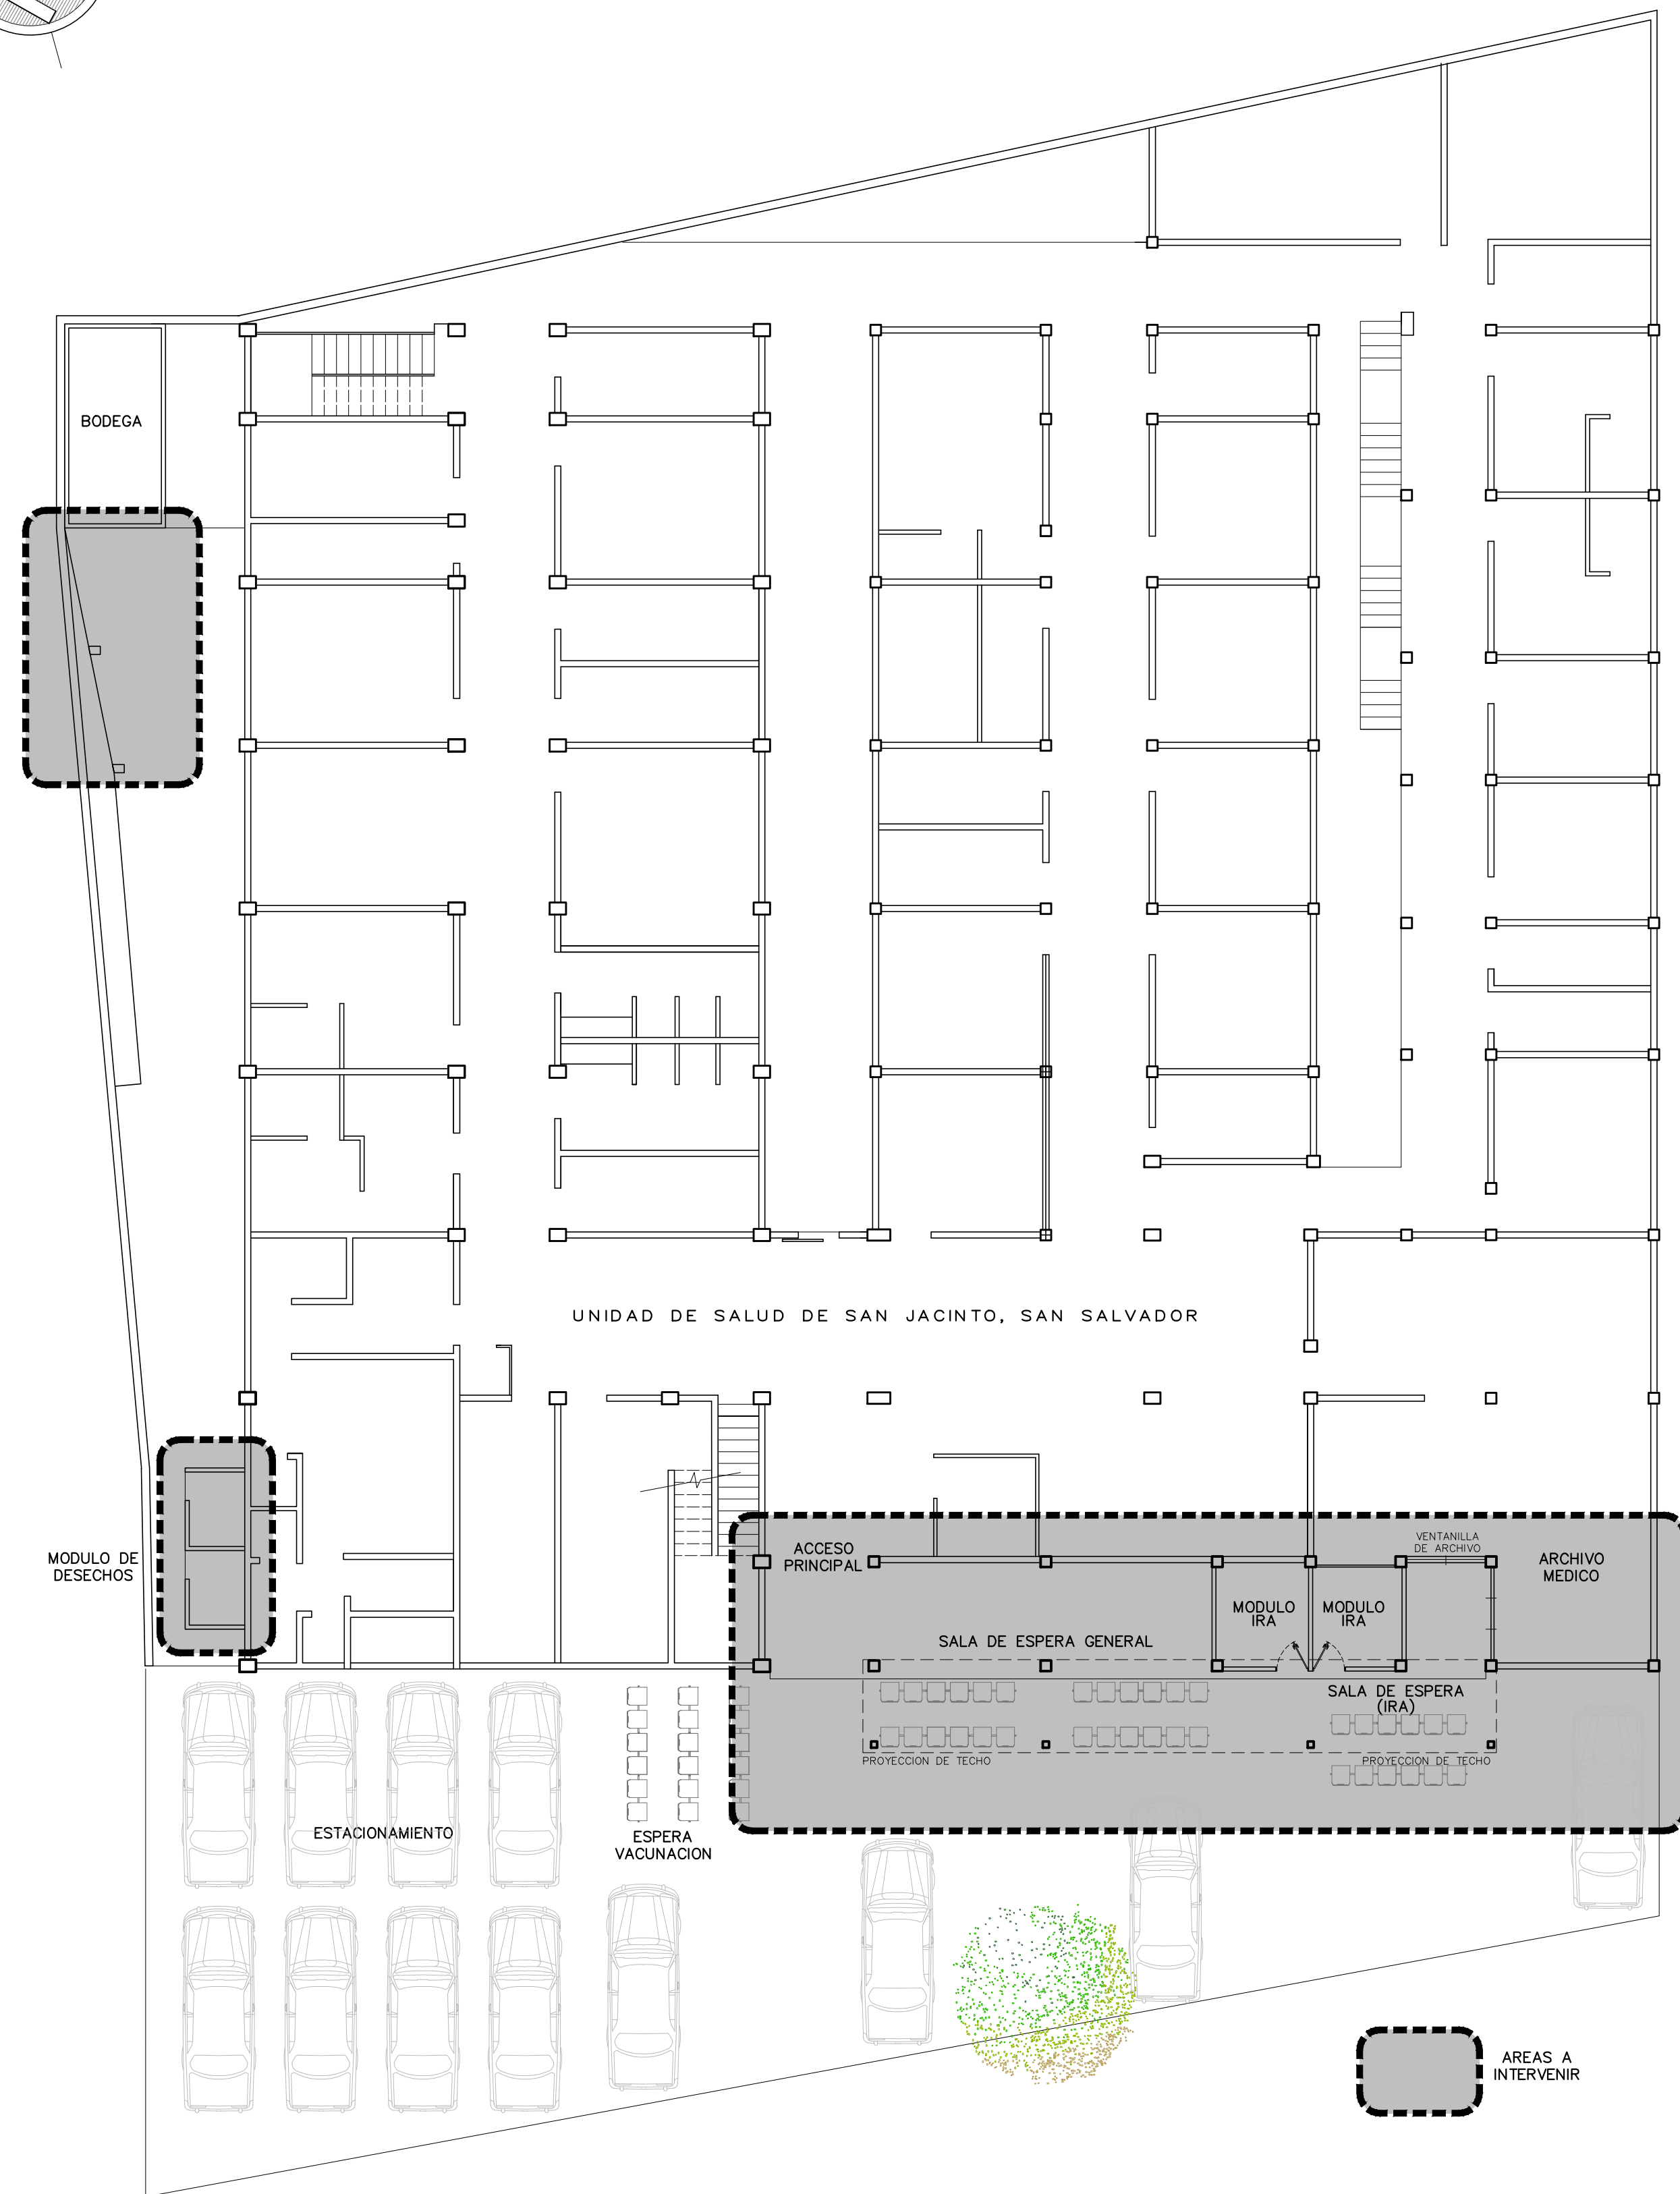 BODEGA
UNIDAD DE SALUD DE SAN JACINTO, SAN SALVADOR
MODULO DE
DESECHOS
ACCESO
PRINCIPAL
VENTANILLA
DE ARCHIVO
ARCHIVO
MEDICO
MODULO
IRA
MODULO
IRA
SALA DE ESPERA GENERAL
SALA DE ESPERA
(IRA)
PROYECCION DE TECHO
PROYECCION DE TECHO
ESTACIONAMIENTO
ESPERA
VACUNACION
AREAS A
INTERVENIR